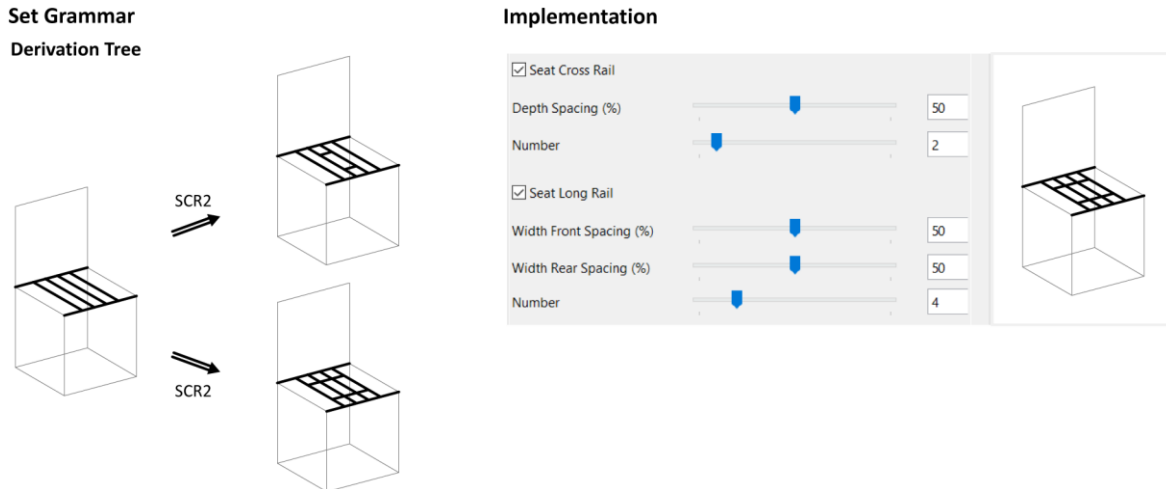 Set Grammar
Derivation Tree
SCR2
SCR2
Implementation
Seat Cross Rail
Depth Spacing (%)
50
Number
2
Seat Long Rail
Width Front Spacing (%)
50
Width Rear Spacing (%)
50
Number
4